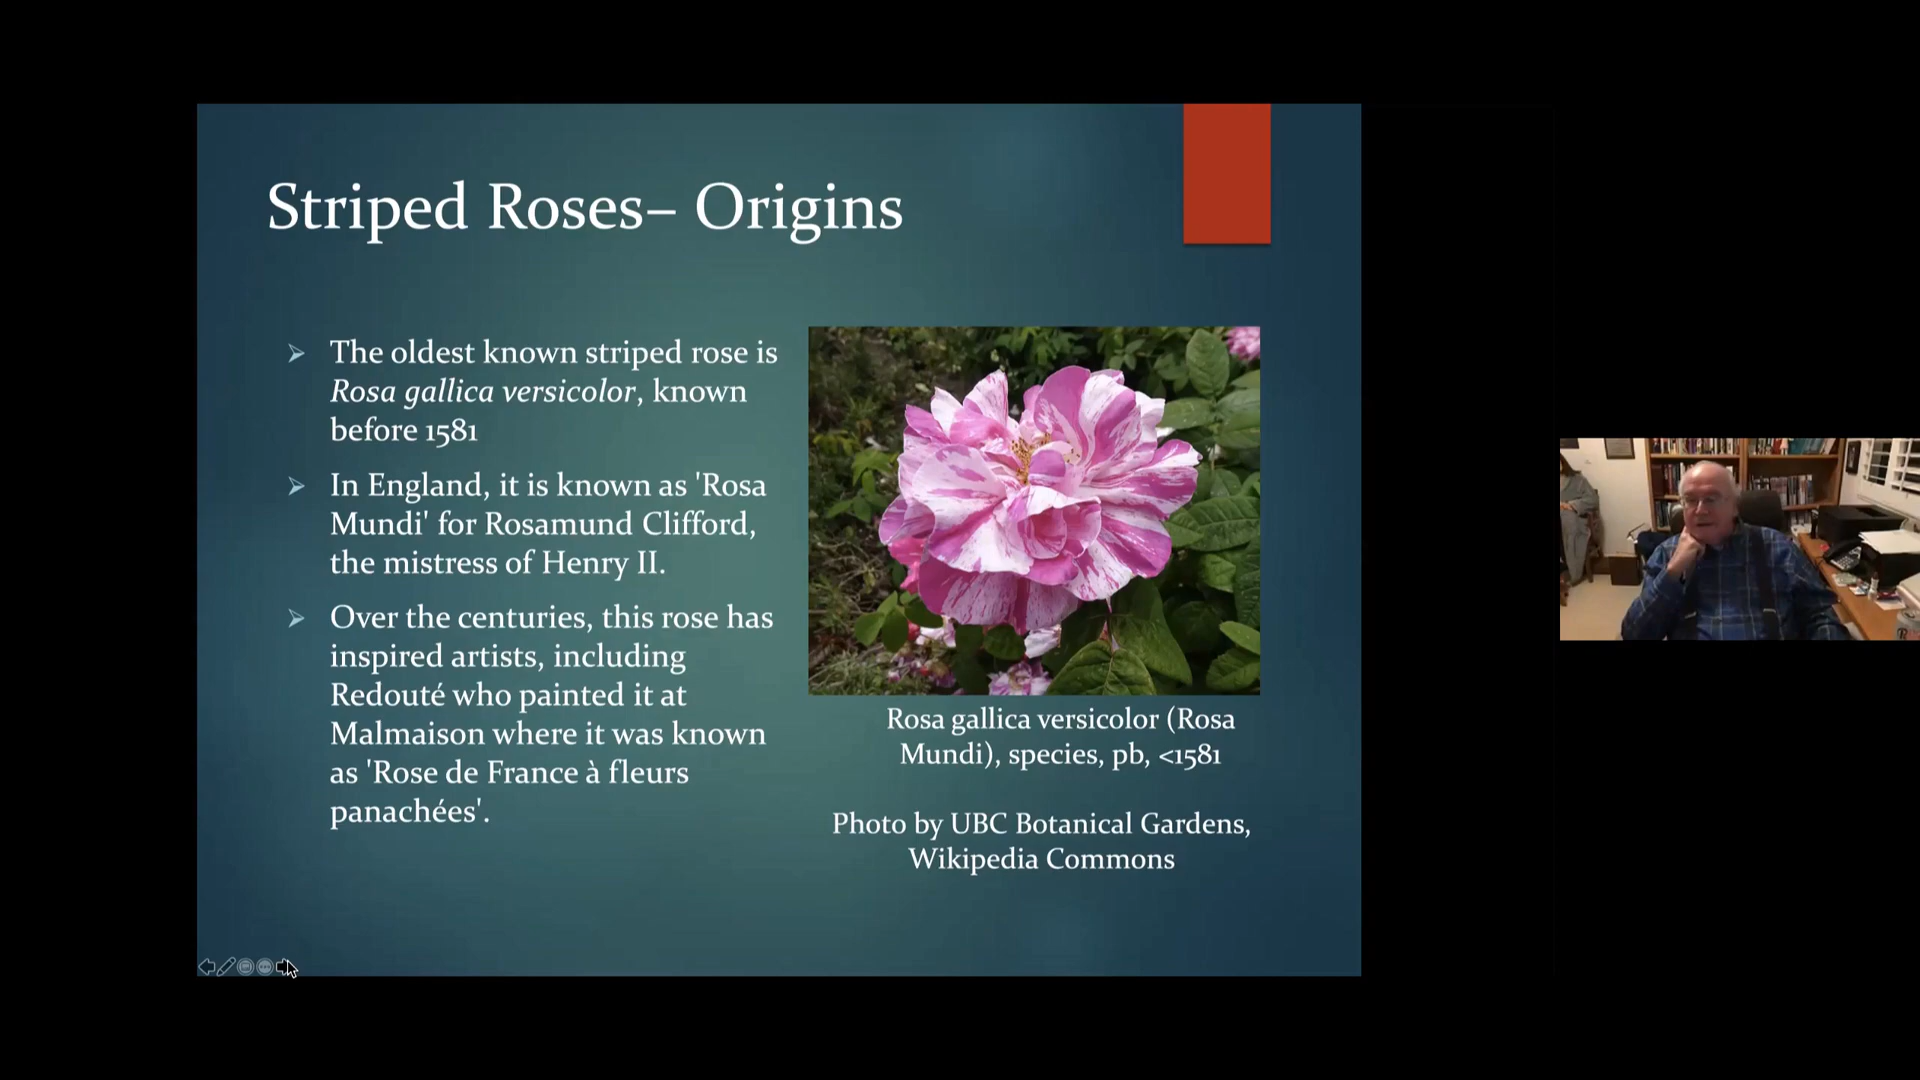 Striped Roses– Origins
The oldest known striped rose is
Rosa gallica versicolor, known
before 1581
In England, it is known as 'Rosa
Mundi' for Rosamund Clifford,
the mistress of Henry II.
Over the centuries, this rose has
inspired artists, including
Redouté who painted it at
Malmaison where it was known
as 'Rose de France à fleurs
panachées'.
Rosa gallica versicolor (Rosa
Mundi), species, pb, <1581
Photo by UBC Botanical Gardens,
Wikipedia Commons